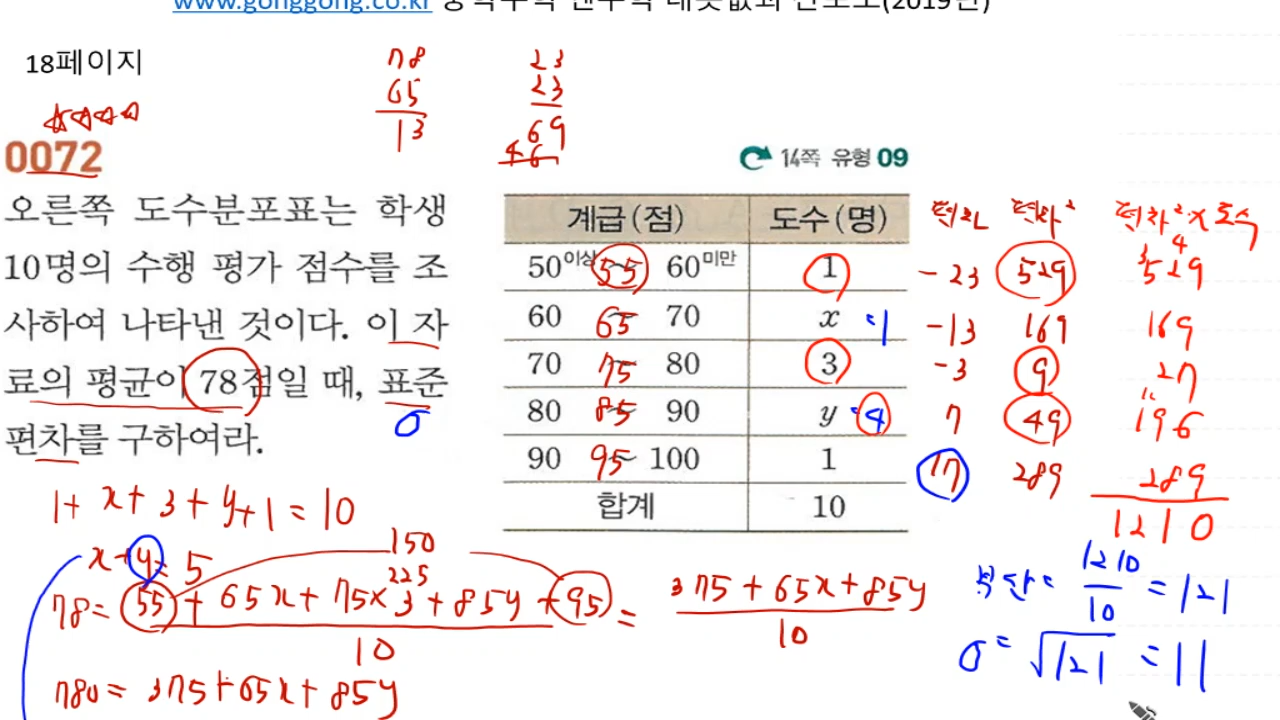 www.gonggong.co.kr
18페이지
78
65
13
23
23
69
46
0072
14쪽 유형 09
오른쪽 도수분포표는 학생
10명의 수행 평가 점수를 조
사하여 나타낸 것이다. 이 자
료의 평균이 78점일 때, 표준
편차를 구하여라.
σ
계급(점) 도수(명) 편차 편차² 편차²×도수
50이상 55 60미만 1 -23 529 529
60 65 70 x =1 -13 169 169
70 75 80 3 -3 9 27
80 85 90 y =4 7 49 196
90 95 ~ 100 1 17 289 289
합계 10 1210
1+x+3+y+1=10
x+y=5
150
225
78= 55 + 65x+75×3+85y+95 = 375+65x+85y
10 10
780=375+65x+85y
분산= 1210/10 =121
σ=√121 =11